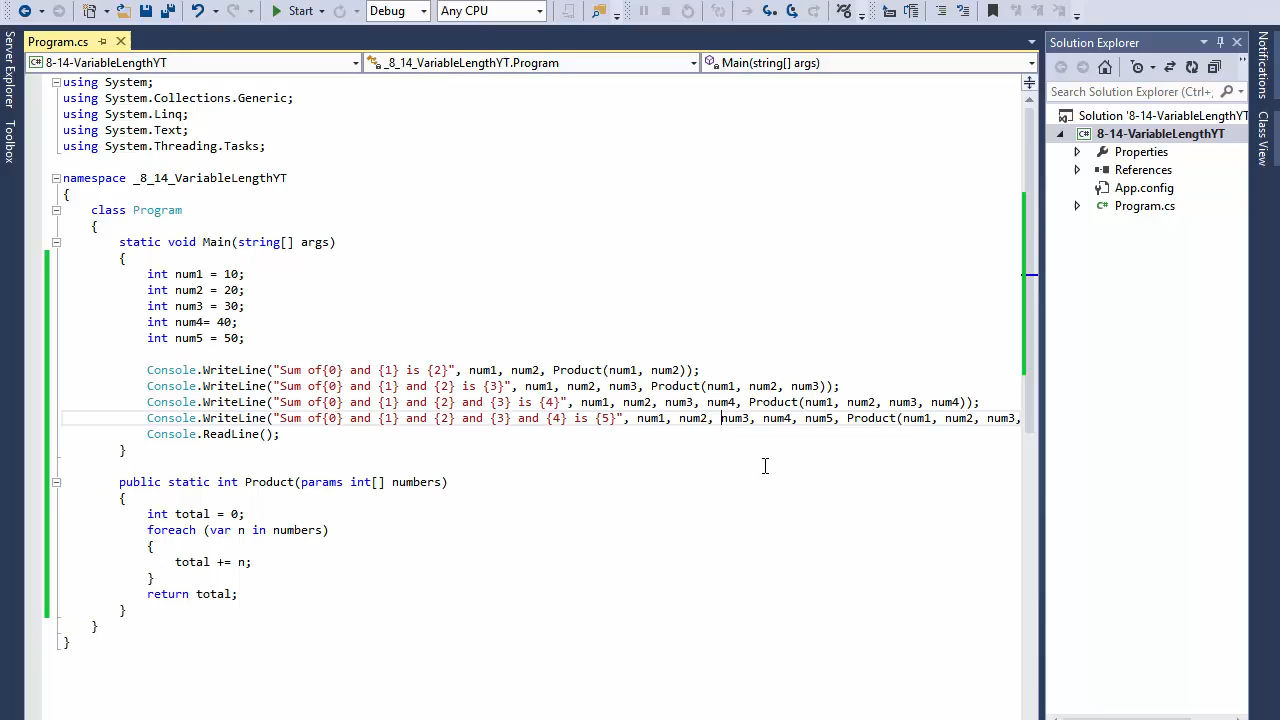 Start
Debug
Any CPU
Program.cs
Solution Explorer
8-14-VariableLengthYT
_8_14_VariableLengthYT.Program
Main(string[] args)
Server Explorer
Toolbox
using System;
using System.Collections.Generic;
using System.Linq;
using System.Text;
using System.Threading.Tasks;
namespace _8_14_VariableLengthYT
{
class Program
{
static void Main(string[] args)
{
int num1 = 10;
int num2 = 20;
int num3 = 30;
int num4= 40;
int num5 = 50;
Console.WriteLine("Sum of{0} and {1} is {2}", num1, num2, Product(num1, num2));
Console.WriteLine("Sum of{0} and {1} and {2} is {3}", num1, num2, num3, Product(num1, num2, num3));
Console.WriteLine("Sum of{0} and {1} and {2} and {3} is {4}", num1, num2, num3, num4, Product(num1, num2, num3, num4));
Console.WriteLine("Sum of{0} and {1} and {2} and {3} and {4} is {5}", num1, num2, num3, num4, num5, Product(num1, num2, num3,
Console.ReadLine();
}
public static int Product(params int[] numbers)
{
int total = 0;
foreach (var n in numbers)
{
total += n;
}
return total;
}
}
}
Search Solution Explorer (Ctrl+;
Solution '8-14-VariableLengthYT
C# 8-14-VariableLengthYT
Properties
References
App.config
C# Program.cs
Notifications
Class View